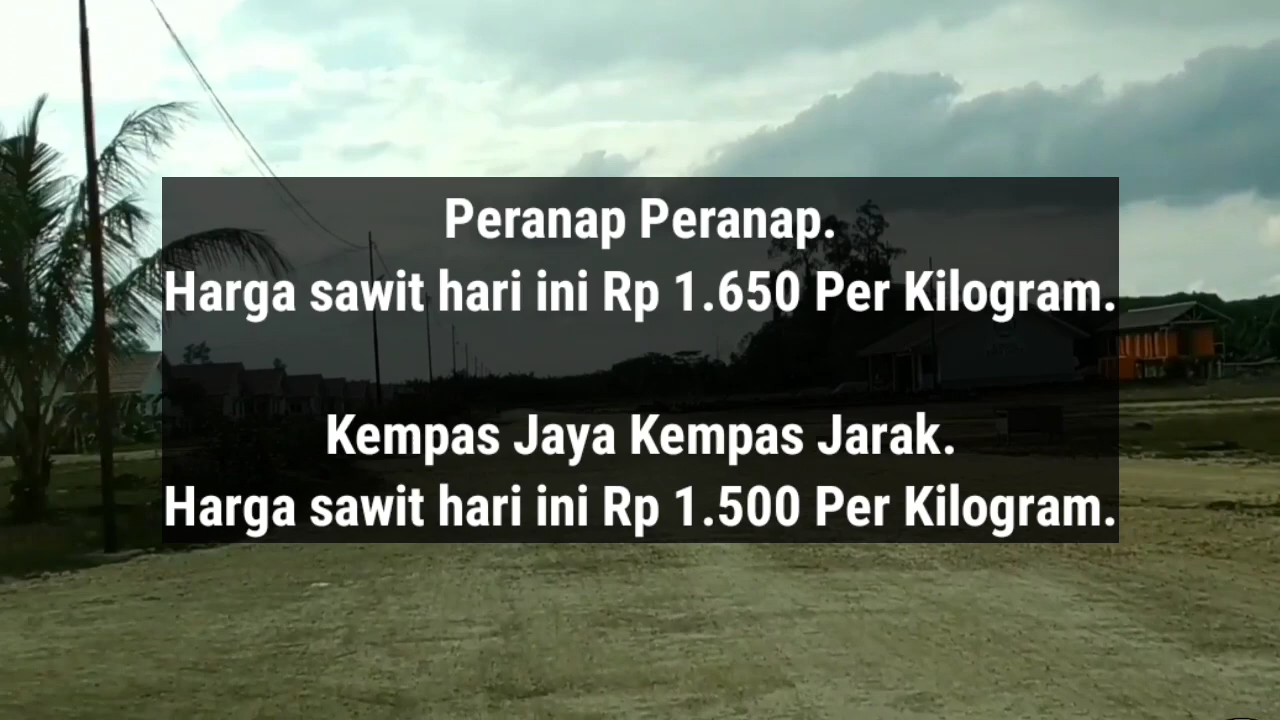 Peranap Peranap.
Harga sawit hari ini Rp 1.650 Per Kilogram.
Kempas Jaya Kempas Jarak.
Harga sawit hari ini Rp 1.500 Per Kilogram.